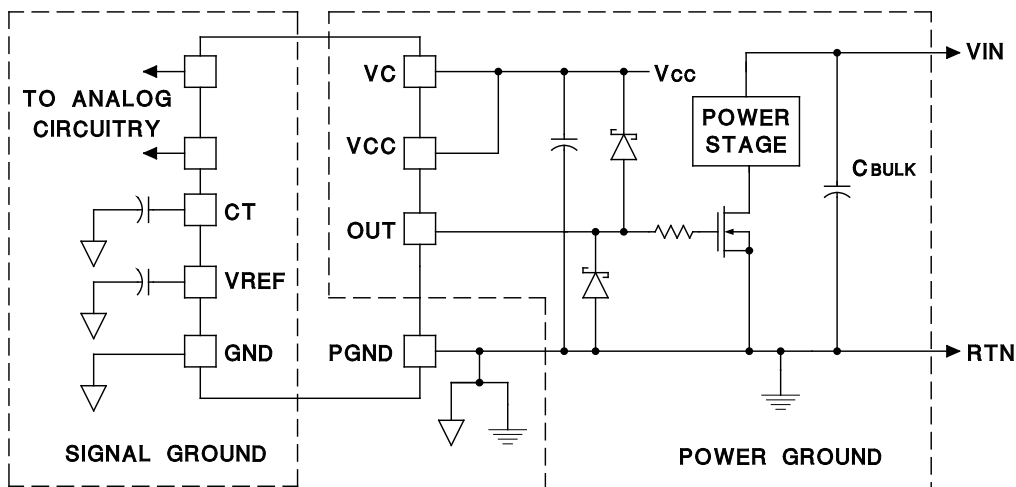 TO ANALOG
CIRCUITRY
CT
VREF
GND
SIGNAL GROUND
VC
VCC
OUT
PGND
VCC
POWER
STAGE
CBULK
VIN
RTN
POWER GROUND